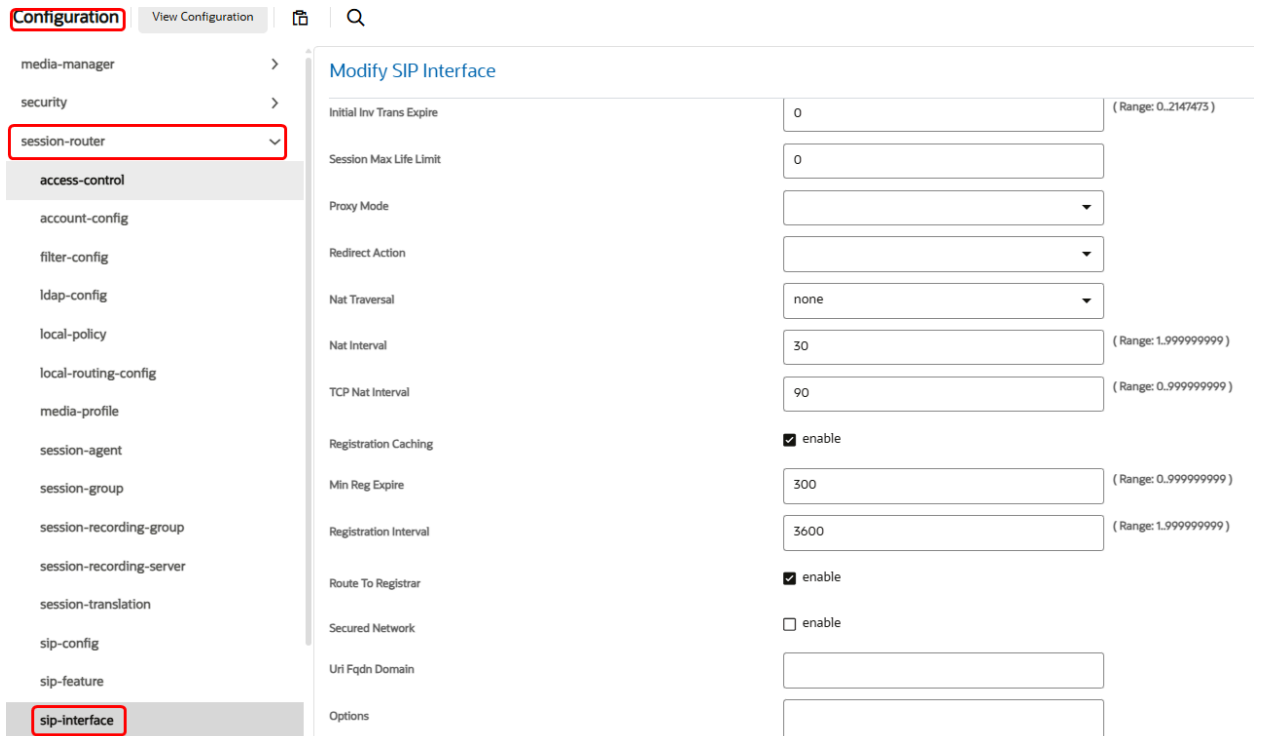 Configuration
View Configuration
media-manager
security
session-router
access-control
account-config
filter-config
ldap-config
local-policy
local-routing-config
media-profile
session-agent
session-group
session-recording-group
session-recording-server
session-translation
sip-config
sip-feature
sip-interface
Modify SIP Interface
Initial Inv Trans Expire 0 ( Range: 0..2147473 )
Session Max Life Limit 0
Proxy Mode
Redirect Action
Nat Traversal none
Nat Interval 30 ( Range: 1..999999999 )
TCP Nat Interval 90 ( Range: 0..999999999 )
Registration Caching enable
Min Reg Expire 300 ( Range: 0..999999999 )
Registration Interval 3600 ( Range: 1..999999999 )
Route To Registrar enable
Secured Network enable
Uri Fqdn Domain
Options